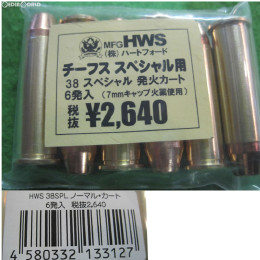 MFG HWS
(株)ハートフォード
チーフス スペシャル用
38 スペシャル 発火カート
6発入 (7mmキャップ火薬使用)
税抜 ¥2,640
HWS 38SPL ノーマル・カート
6発入 税抜2,640
4 580332 133127